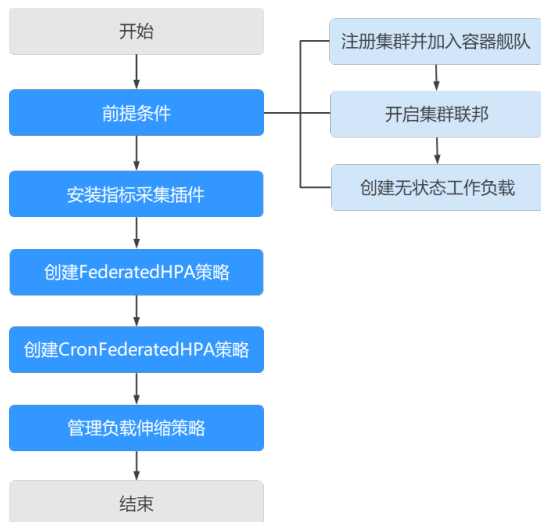 开始
前提条件
注册集群并加入容器舰队
开启集群联邦
创建无状态工作负载
安装指标采集插件
创建FederatedHPA策略
创建CronFederatedHPA策略
管理负载伸缩策略
结束